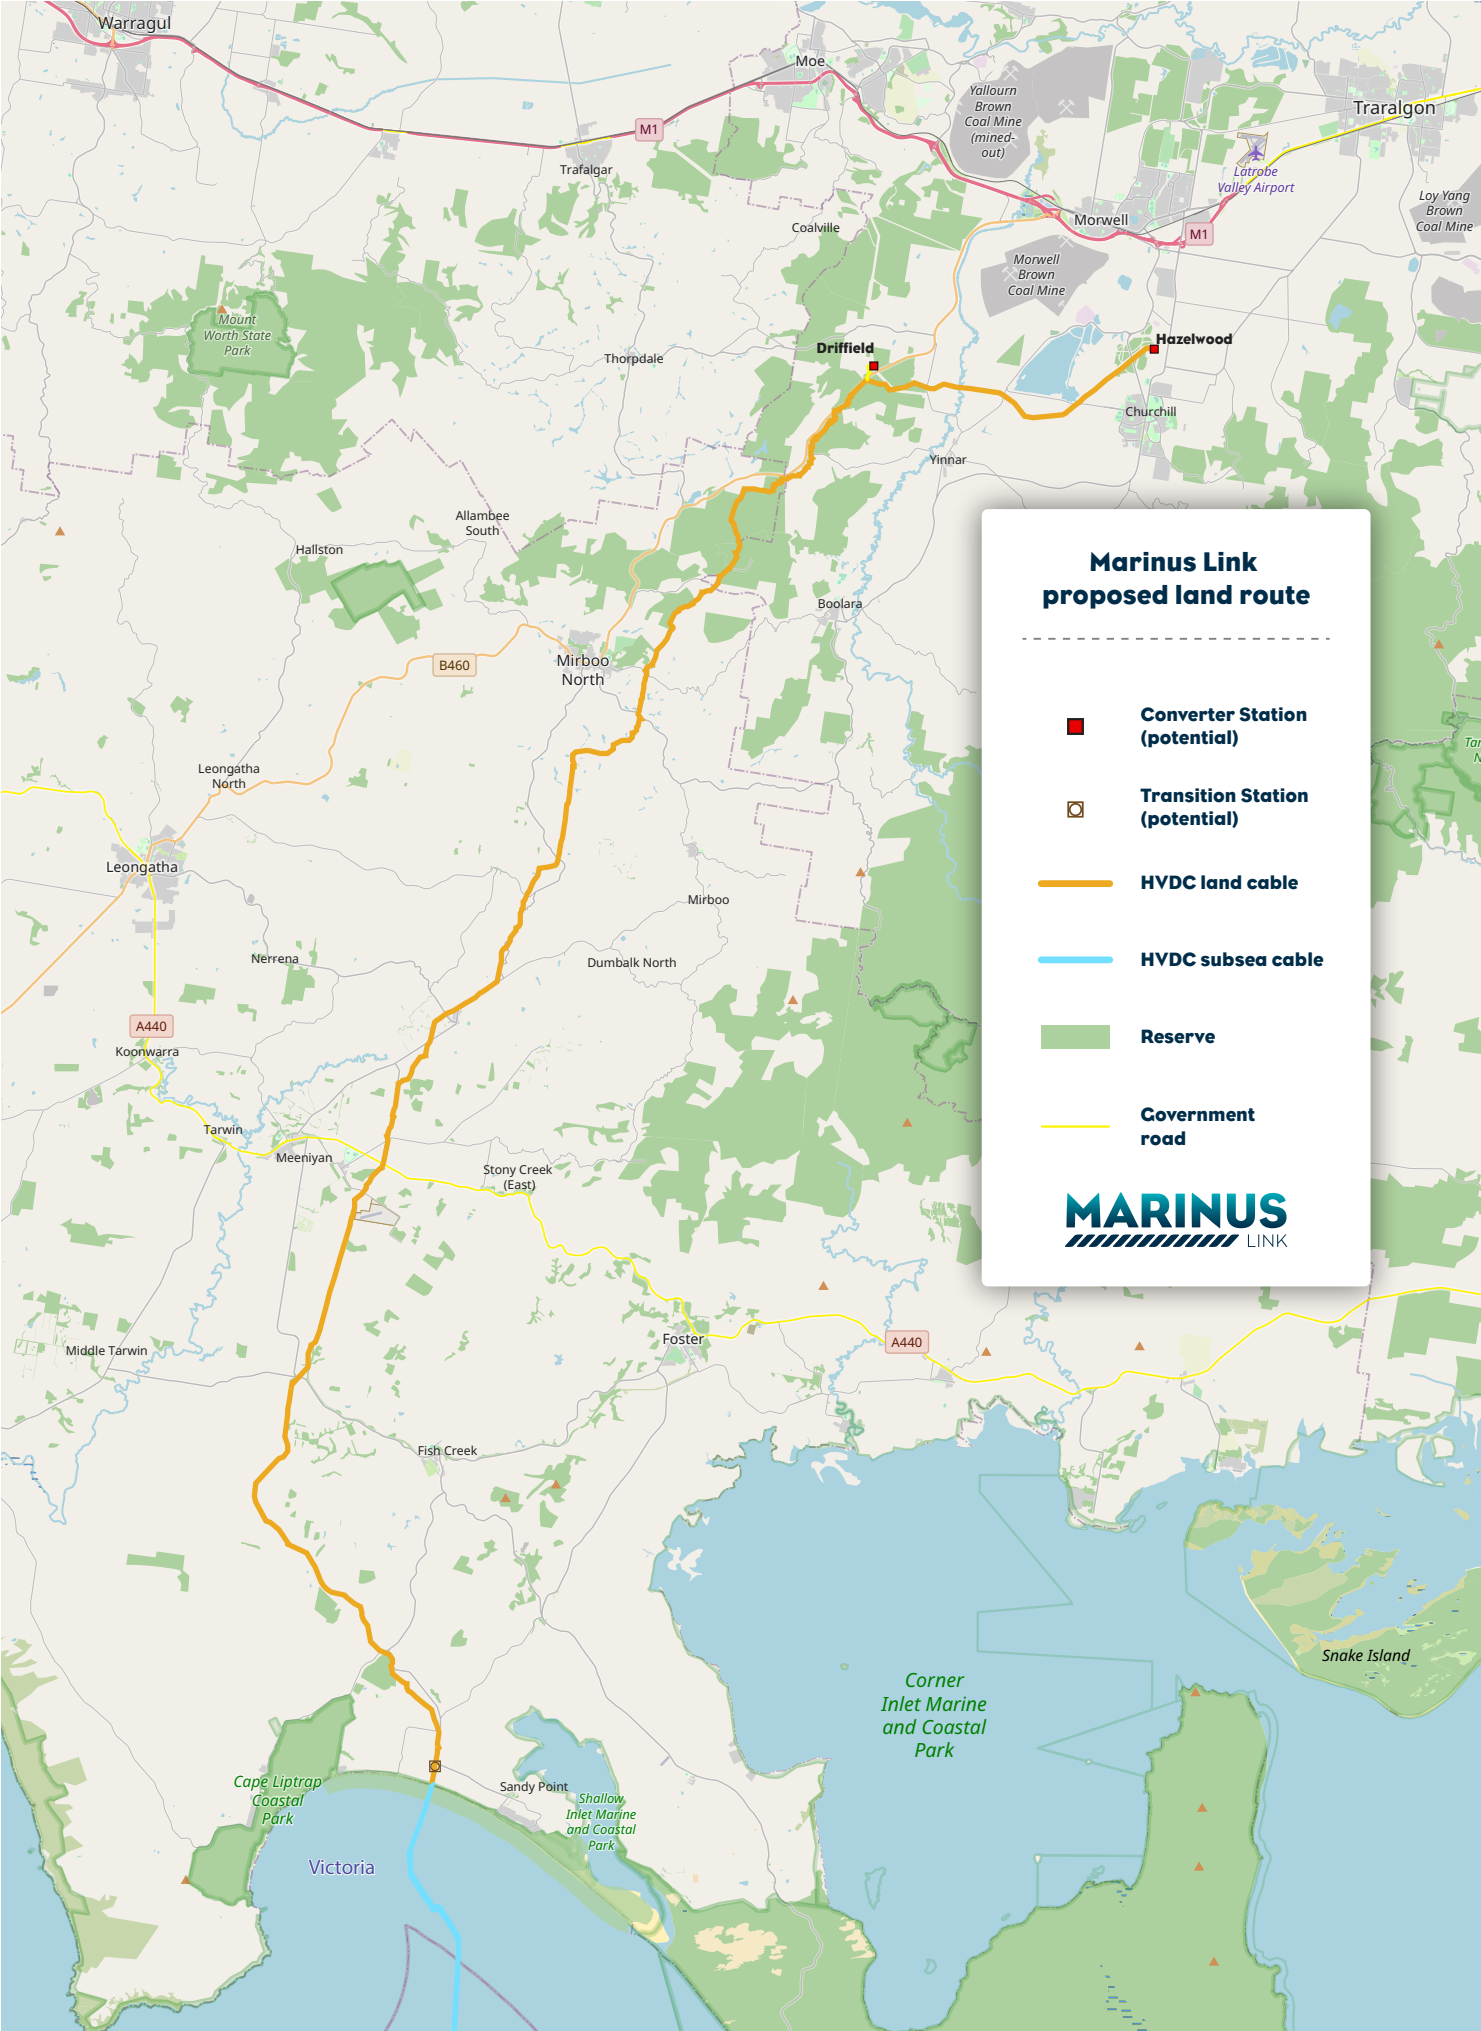 Warragul
Moe
Yallourn
Brown
Coal Mine
(mined-
out)
Traralgon
M1
Trafalgar
Latrobe
Valley Airport
Loy Yang
Brown
Coal Mine
Coalville
Morwell
M1
Morwell
Brown
Coal Mine
Mount
Worth State
Park
Thorpdale
Driffield
Hazelwood
Churchill
Yinnar
Allambee
South
Hallston
Boolara
B460
Mirboo
North
Leongatha
North
Leongatha
Mirboo
Nerrena
Dumbalk North
A440
Koonwarra
Tarwin
Meeniyan
Stony Creek
(East)
Middle Tarwin
Foster
A440
Fish Creek
Snake Island
Corner
Inlet Marine
and Coastal
Park
Cape Liptrap
Coastal
Park
Sandy Point
Shallow
Inlet Marine
and Coastal
Park
Victoria
Marinus Link
proposed land route
Converter Station
(potential)
Transition Station
(potential)
HVDC land cable
HVDC subsea cable
Reserve
Government
road
MARINUS
LINK